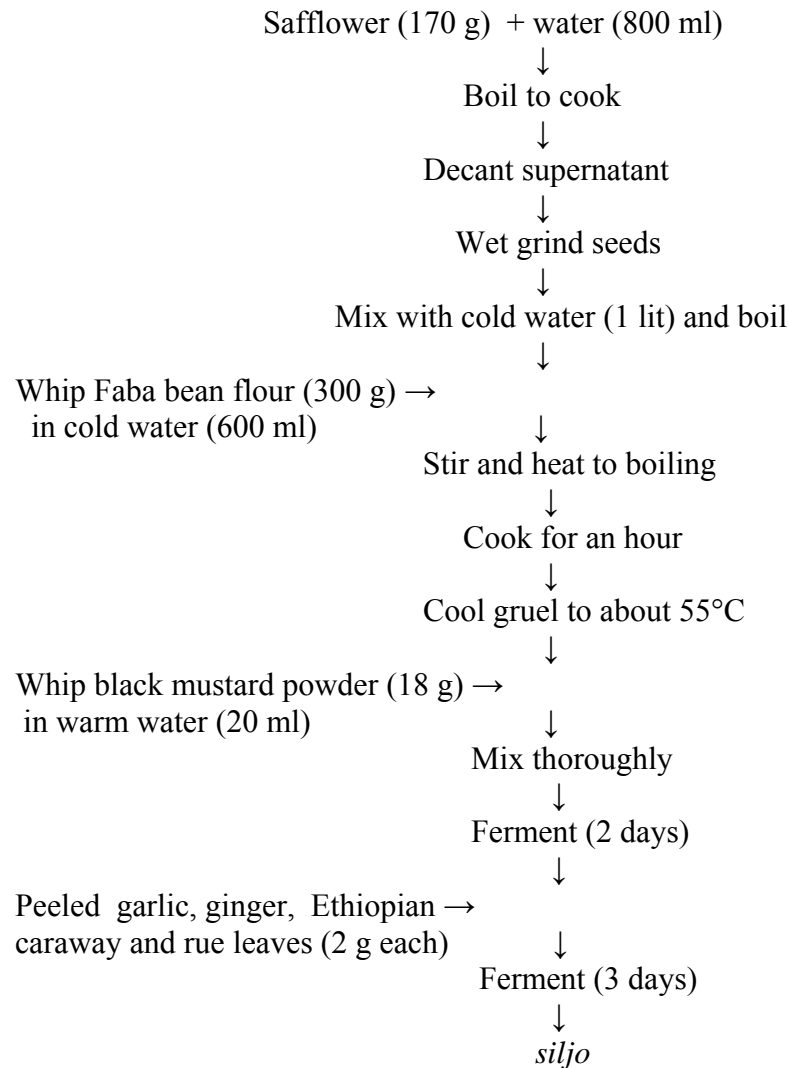 Safflower (170 g)  + water (800 ml)
↓
Boil to cook
↓
Decant supernatant
↓
Wet grind seeds
↓
Mix with cold water (1 lit) and boil
↓
Whip Faba bean flour (300 g) →
in cold water (600 ml)
↓
Stir and heat to boiling
↓
Cook for an hour
↓
Cool gruel to about 55°C
↓
Whip black mustard powder (18 g) →
in warm water (20 ml)
↓
Mix thoroughly
↓
Ferment (2 days)
↓
Peeled  garlic, ginger,  Ethiopian →
caraway and rue leaves (2 g each)
↓
Ferment (3 days)
↓
siljo